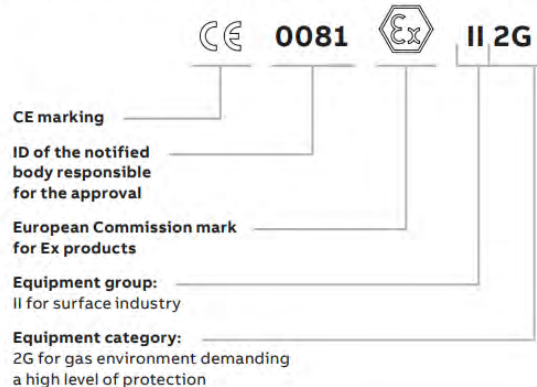 CE 0081 Ex II 2G
CE marking
ID of the notified
body responsible
for the approval
European Commission mark
for Ex products
Equipment group:
II for surface industry
Equipment category:
2G for gas environment demanding
a high level of protection